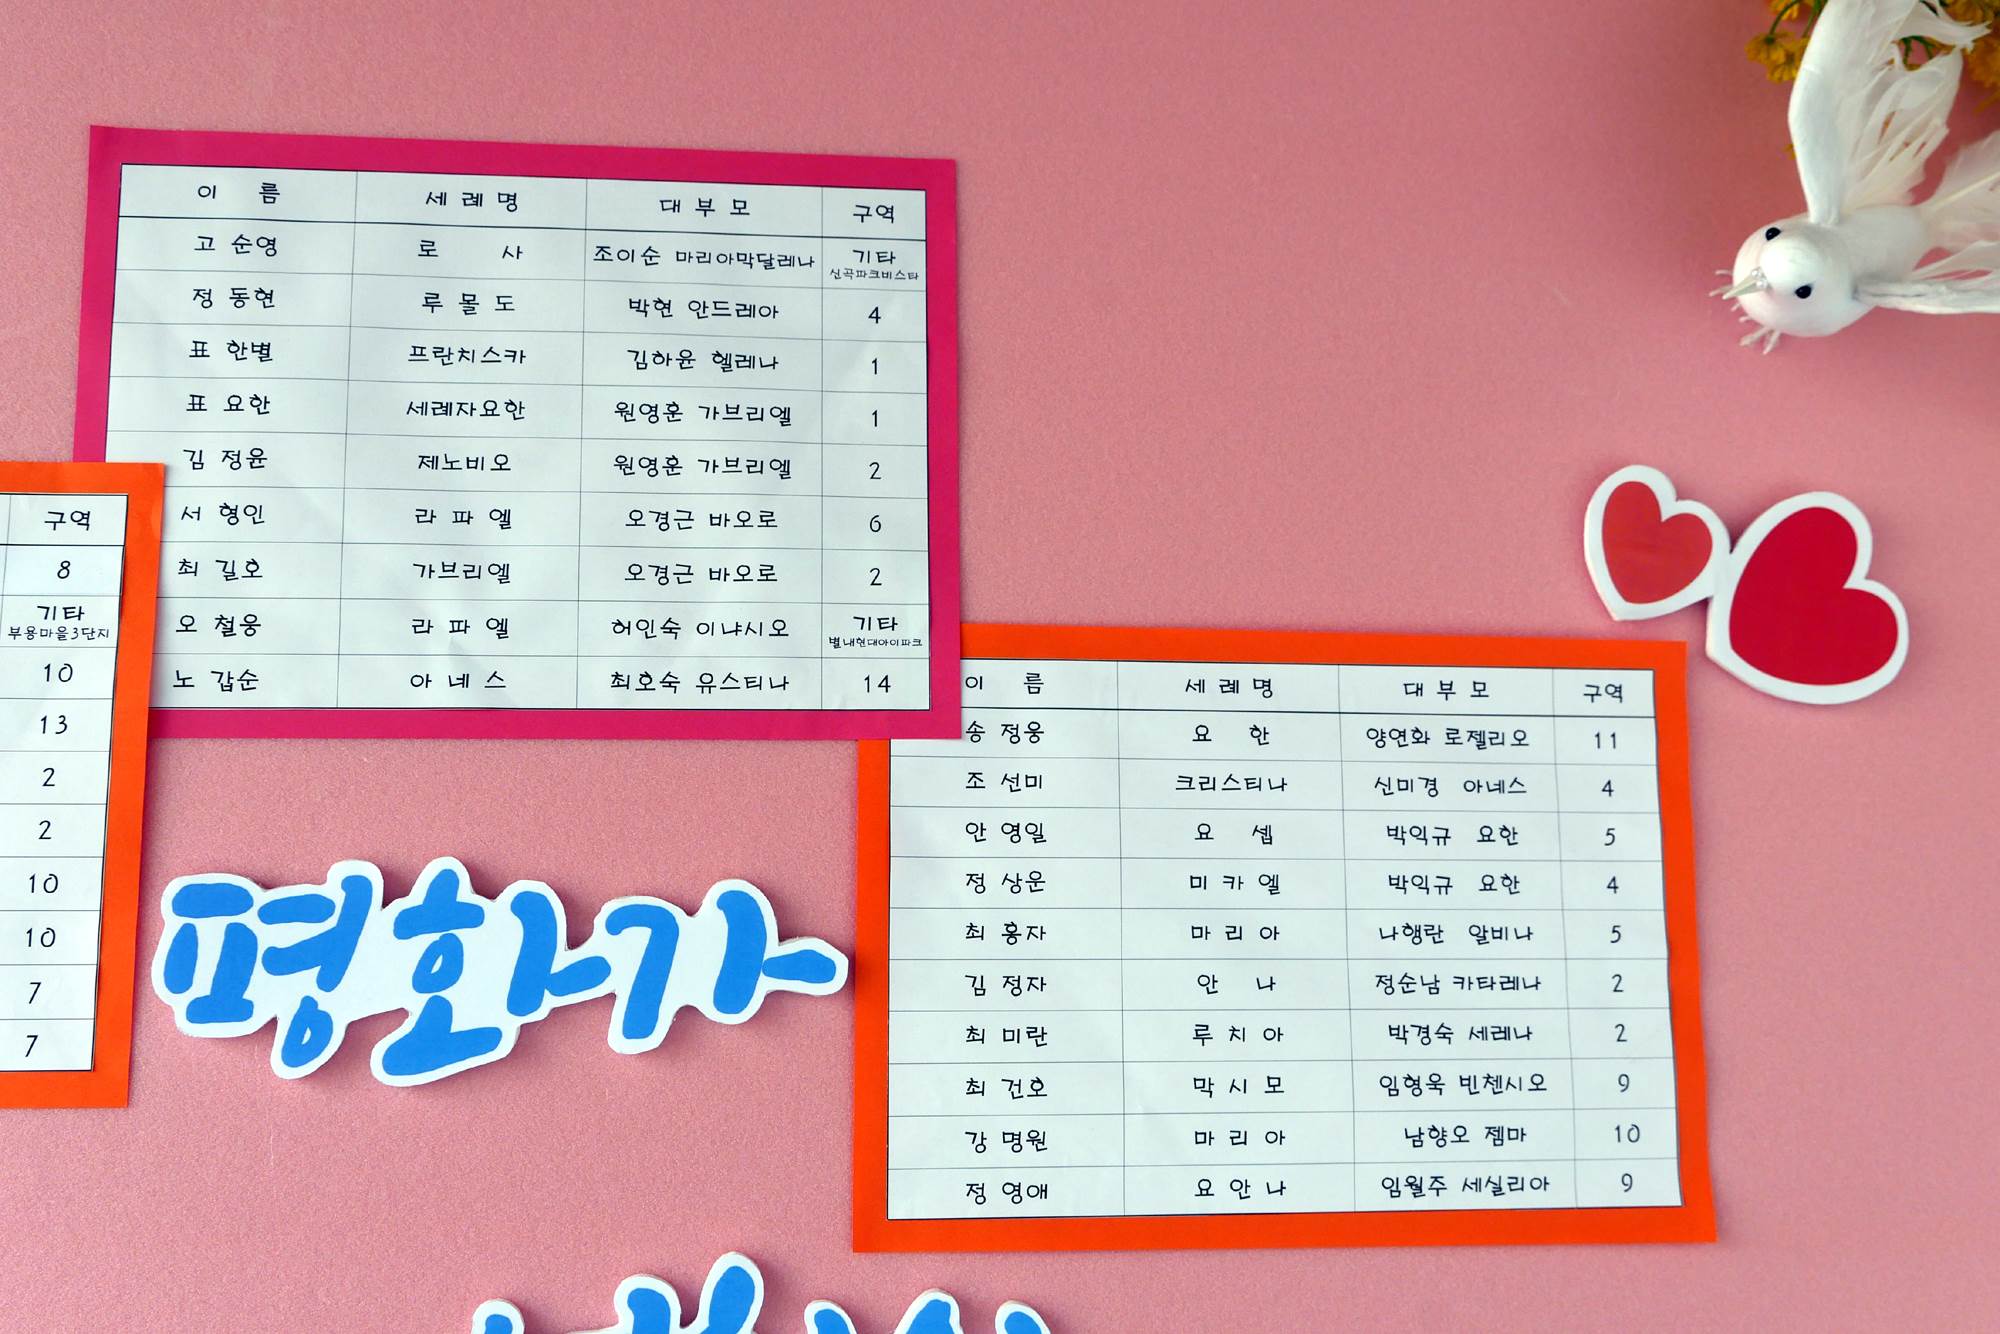 이 름 세 례 명 대 부 모 구역
고 순영 로 사 조이순 마리아막달레나 기타
신곡파크비스타
정 동현 루 몰 도 박현 안드레아 4
표 한별 프란치스카 김하윤 헬레나 1
표 요한 세례자요한 원영훈 가브리엘 1
김 정윤 제노비오 원영훈 가브리엘 2
서 형인 라 파 엘 오경근 바오로 6
최 길호 가브리엘 오경근 바오로 2
오 철웅 라 파 엘 허인숙 이냐시오 기타
별내현대아이파크
노 갑순 아 녜 스 최호숙 유스티나 14
구역
8
기타
부용마을3단지
10
13
2
2
10
10
7
7
이 름 세 례 명 대 부 모 구역
송 정웅 요 한 양연화 로젤리오 11
조 선미 크리스티나 신미경 아녜스 4
안 영일 요 셉 박익규 요한 5
정 상운 미 카 엘 박익규 요한 4
최 홍자 마 리 아 나행란 알비나 5
김 정자 안 나 정순남 카타레나 2
최 미란 루 치 아 박경숙 세레나 2
최 건호 막 시 모 임형욱 빈첸시오 9
강 명원 마 리 아 남향오 젬마 10
정 영애 요 안 나 임월주 세실리아 9
평화가